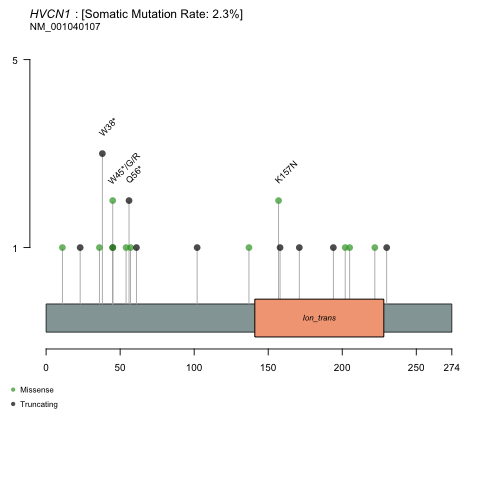 HVCN1 : [Somatic Mutation Rate: 2.3%]
NM_001040107
5
W38*
W45*/G/R
Q56*
K157N
1
Ion_trans
0 50 100 150 200 250 274
Missense
Truncating